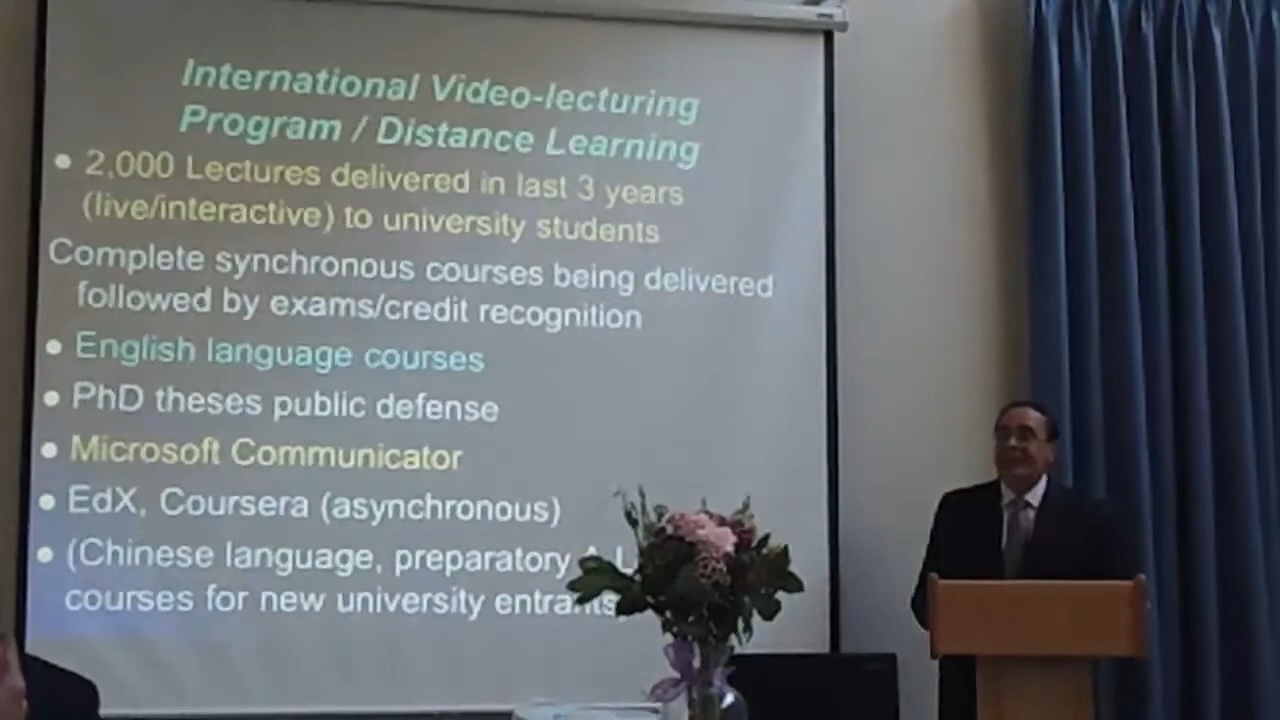 International Video-lecturing
Program / Distance Learning
• 2,000 Lectures delivered in last 3 years
(live/interactive) to university students
Complete synchronous courses being delivered
followed by exams/credit recognition
• English language courses
• PhD theses public defense
• Microsoft Communicator
• EdX, Coursera (asynchronous)
• (Chinese language, preparatory
courses for new university entrants